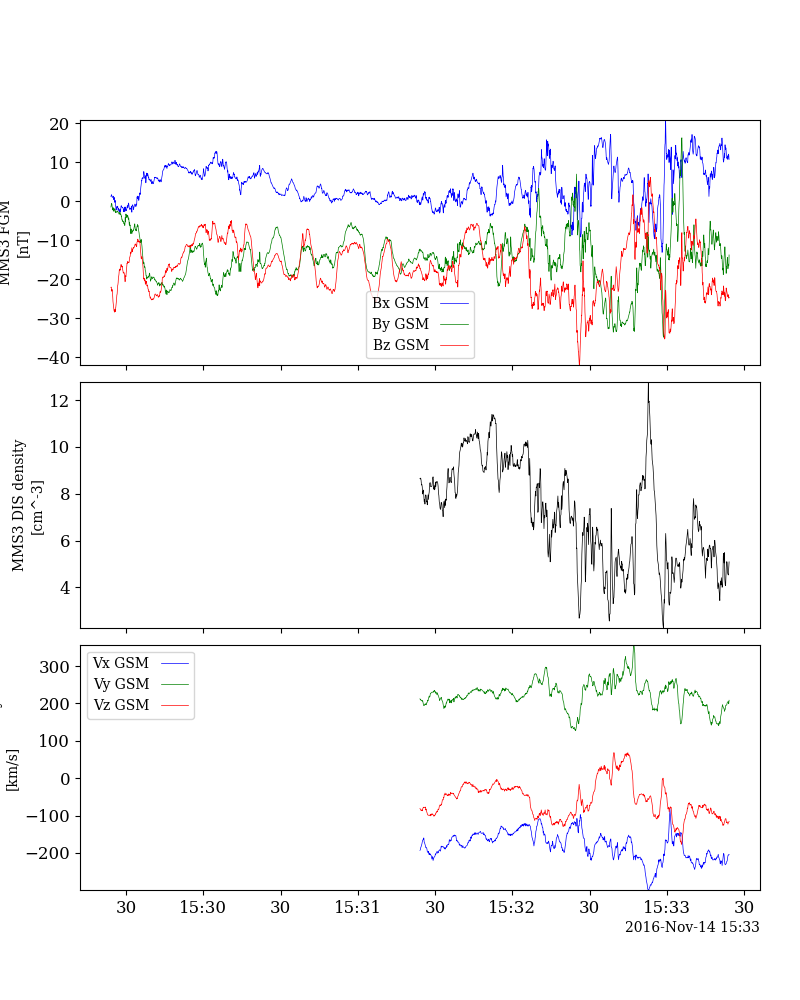 20
10
0
−10
−20
−30
−40
MMS3 FGM
[nT]
Bx GSM
By GSM
Bz GSM
12
10
8
6
4
MMS3 DIS density
[cm^-3]
300
200
100
0
−100
−200
[km/s]
Vx GSM
Vy GSM
Vz GSM
30 15:30 30 15:31 30 15:32 30 15:33 30
2016-Nov-14 15:33